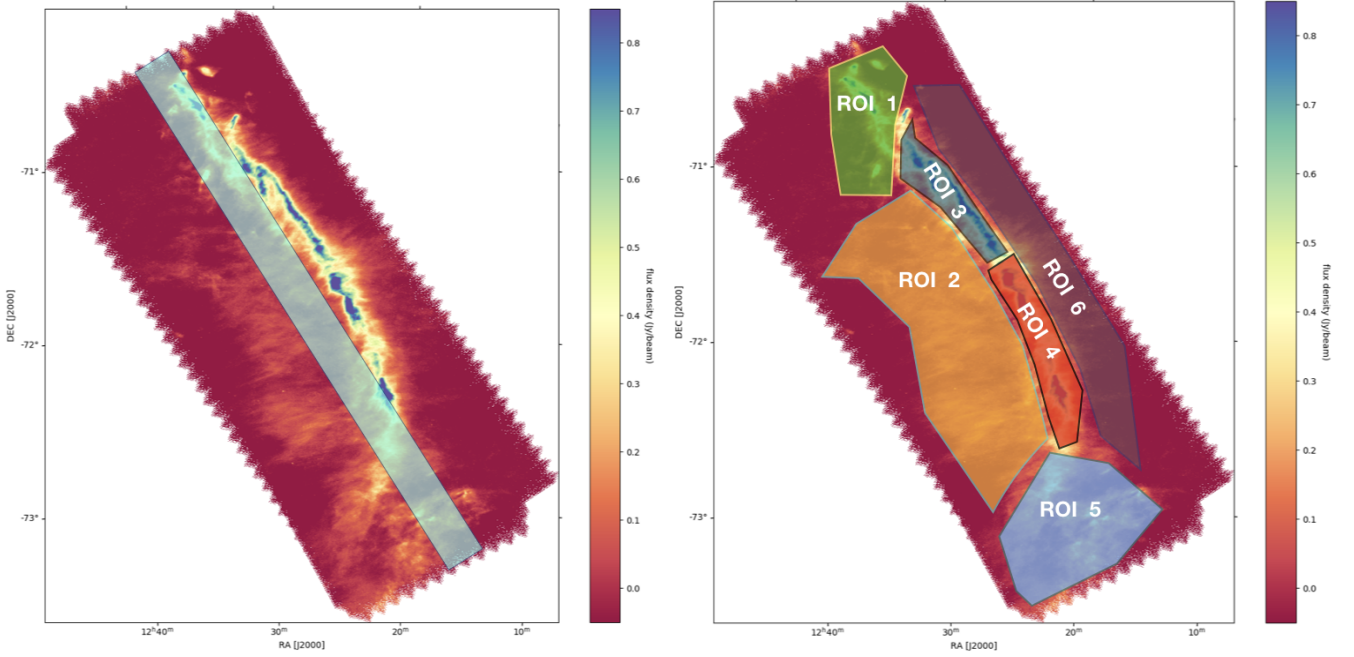 0.8
0.7
0.6
0.5
0.4
0.3
0.2
0.1
0.0
flux density (Jy/beam)
-71°
-72°
-73°
DEC [J2000]
12ʰ40ᵐ
30ᵐ
20ᵐ
10ᵐ
RA [J2000]
ROI 1
ROI 2
ROI 3
ROI 4
ROI 5
ROI 6
0.8
0.7
0.6
0.5
0.4
0.3
0.2
0.1
0.0
flux density (Jy/beam)
-71°
-72°
-73°
DEC [J2000]
12ʰ40ᵐ
30ᵐ
20ᵐ
10ᵐ
RA [J2000]